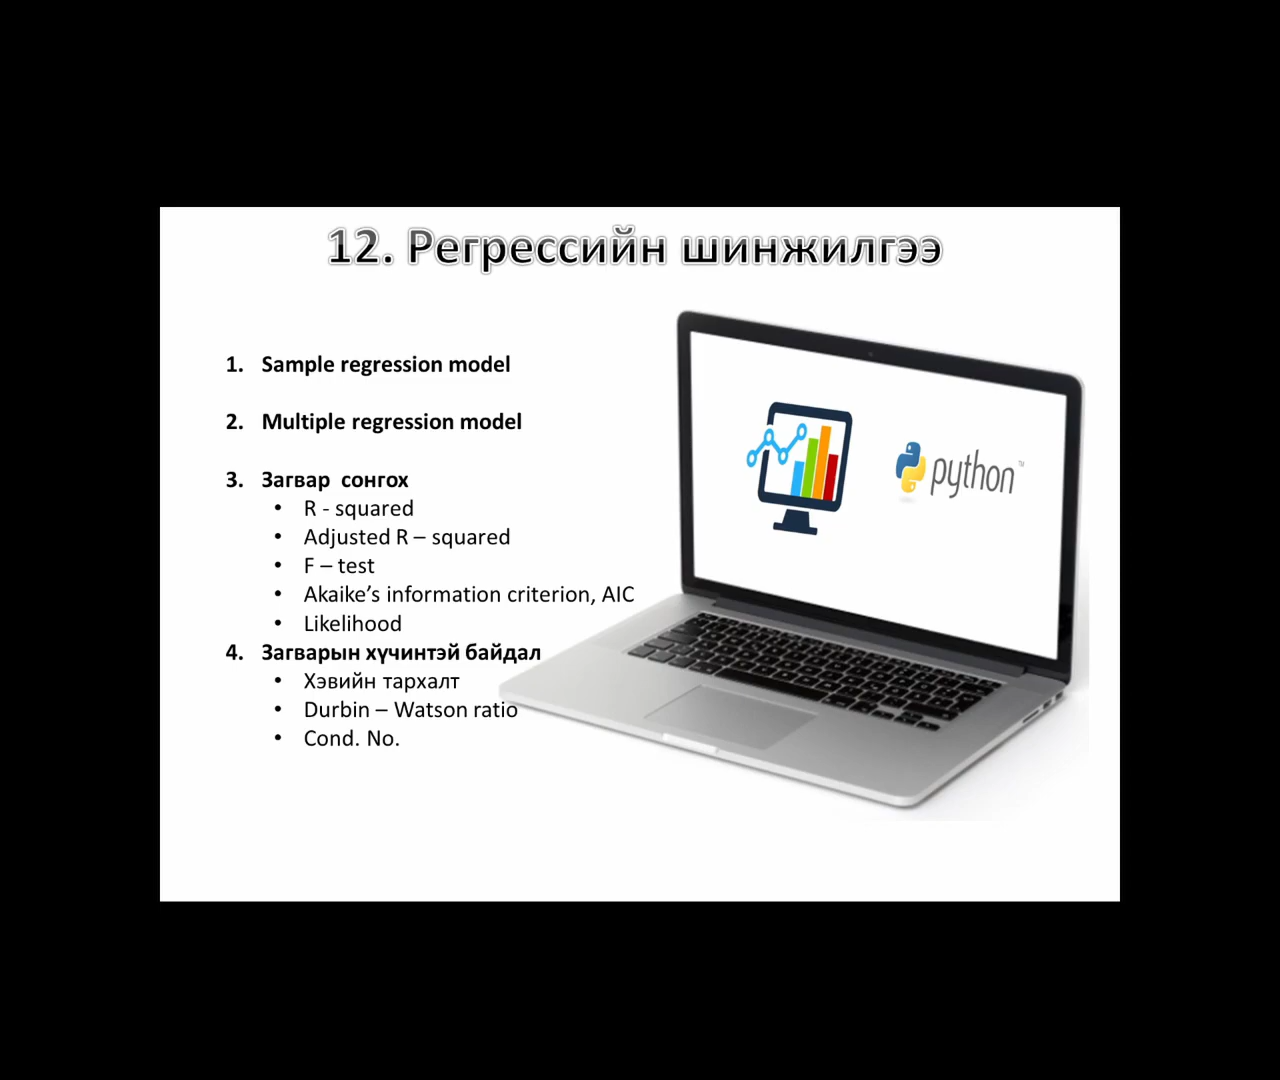 12. Регрессийн шинжилгээ
1. Sample regression model
2. Multiple regression model
3. Загвар сонгох
• R - squared
• Adjusted R – squared
• F – test
• Akaike’s information criterion, AIC
• Likelihood
4. Загварын хүчинтэй байдал
• Хэвийн тархалт
• Durbin – Watson ratio
• Cond. No.
python™